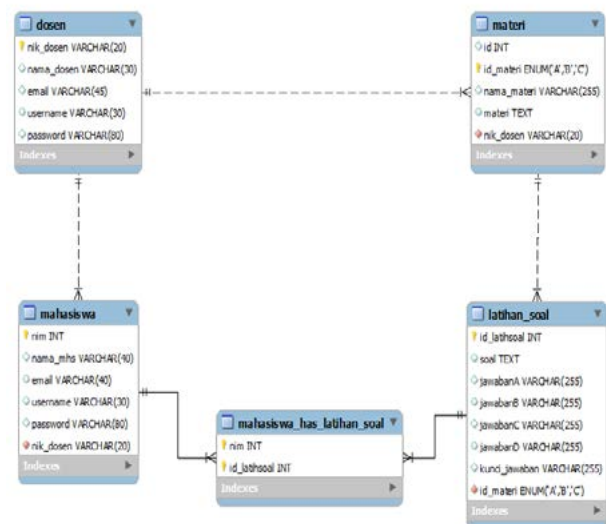 dosen
nik_dosen VARCHAR(20)
nama_dosen VARCHAR(30)
email VARCHAR(45)
username VARCHAR(30)
password VARCHAR(80)
Indexes
materi
id INT
id_materi ENUM('A','B','C')
nama_materi VARCHAR(255)
materi TEXT
nik_dosen VARCHAR(20)
Indexes
mahasiswa
nim INT
nama_mhs VARCHAR(40)
email VARCHAR(40)
username VARCHAR(30)
password VARCHAR(80)
nik_dosen VARCHAR(20)
Indexes
mahasiswa_has_latihan_soal
nim INT
id_latihsoal INT
Indexes
latihan_soal
id_latihsoal INT
soal TEXT
jawabanA VARCHAR(255)
jawabanB VARCHAR(255)
jawabanC VARCHAR(255)
jawabanD VARCHAR(255)
kunci_jawaban VARCHAR(255)
id_materi ENUM('A','B','C')
Indexes